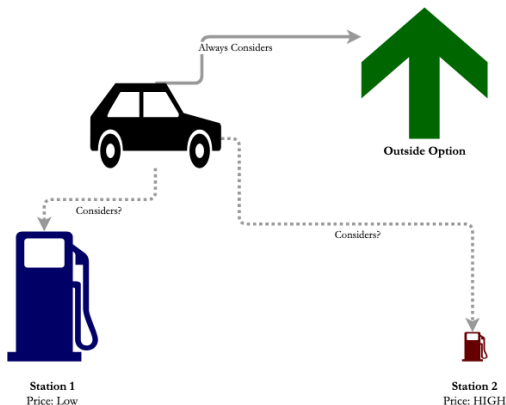 Always Considers
Outside Option
Considers?
Considers?
Station 1
Price: Low
Station 2
Price: HIGH